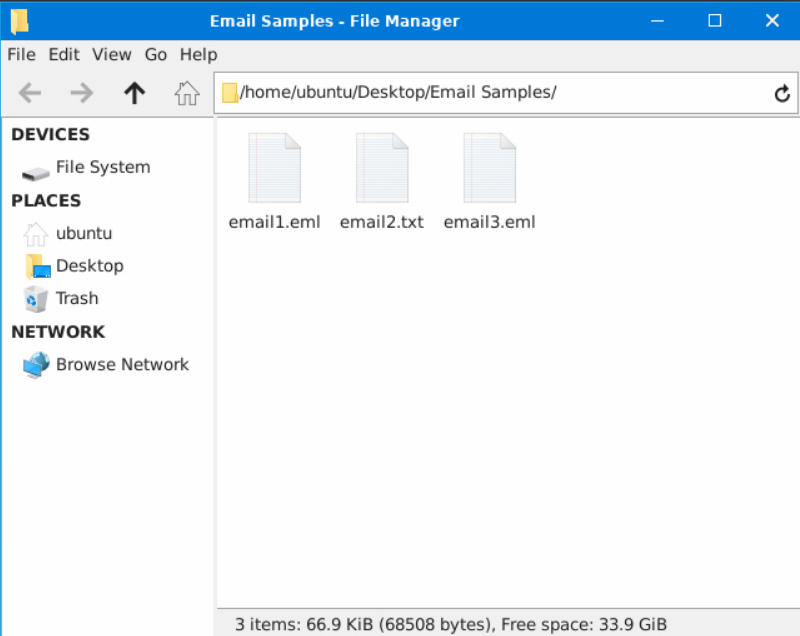 Email Samples - File Manager
File Edit View Go Help
/home/ubuntu/Desktop/Email Samples/
DEVICES
File System
PLACES
ubuntu
Desktop
Trash
NETWORK
Browse Network
email1.eml email2.txt email3.eml
3 items: 66.9 KiB (68508 bytes), Free space: 33.9 GiB